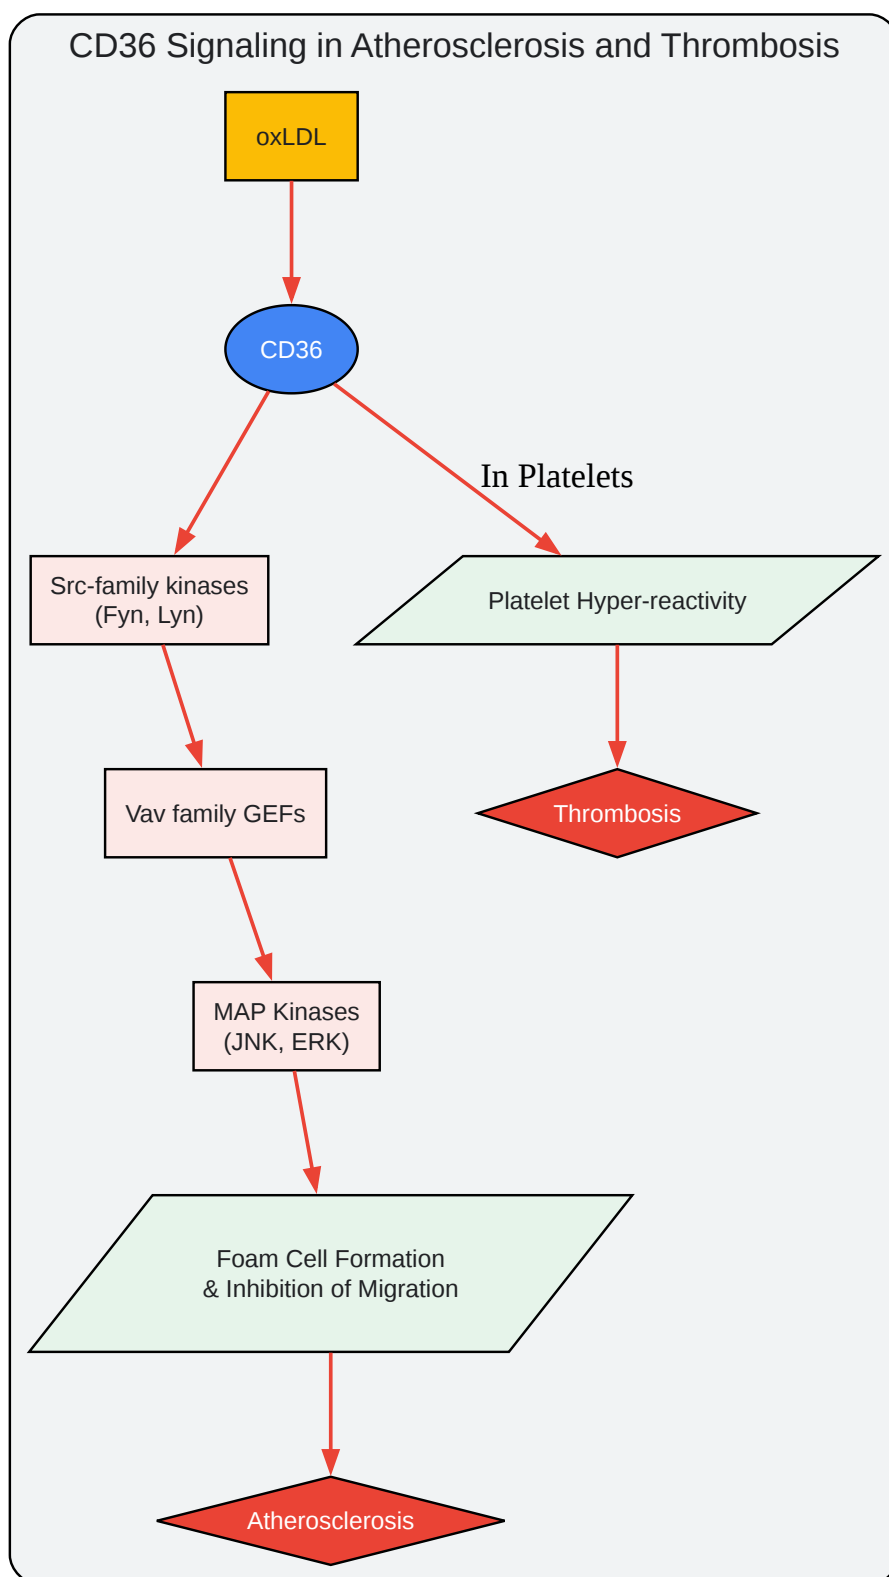 CD36 Signaling in Atherosclerosis and Thrombosis
oxLDL
CD36
In Platelets
Src-family kinases
(Fyn, Lyn)
Platelet Hyper-reactivity
Vav family GEFs
Thrombosis
MAP Kinases
(JNK, ERK)
Foam Cell Formation
& Inhibition of Migration
Atherosclerosis